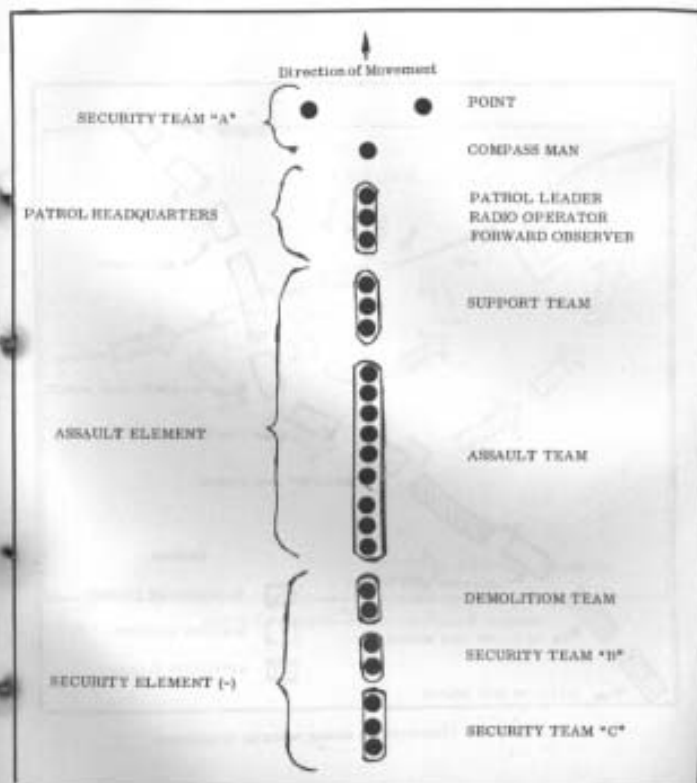 Direction of Movement
SECURITY TEAM "A"
POINT
COMPASS MAN
PATROL HEADQUARTERS
PATROL LEADER
RADIO OPERATOR
FORWARD OBSERVER
SUPPORT TEAM
ASSAULT ELEMENT
ASSAULT TEAM
DEMOLITIOM TEAM
SECURITY TEAM "B"
SECURITY ELEMENT (-)
SECURITY TEAM "C"